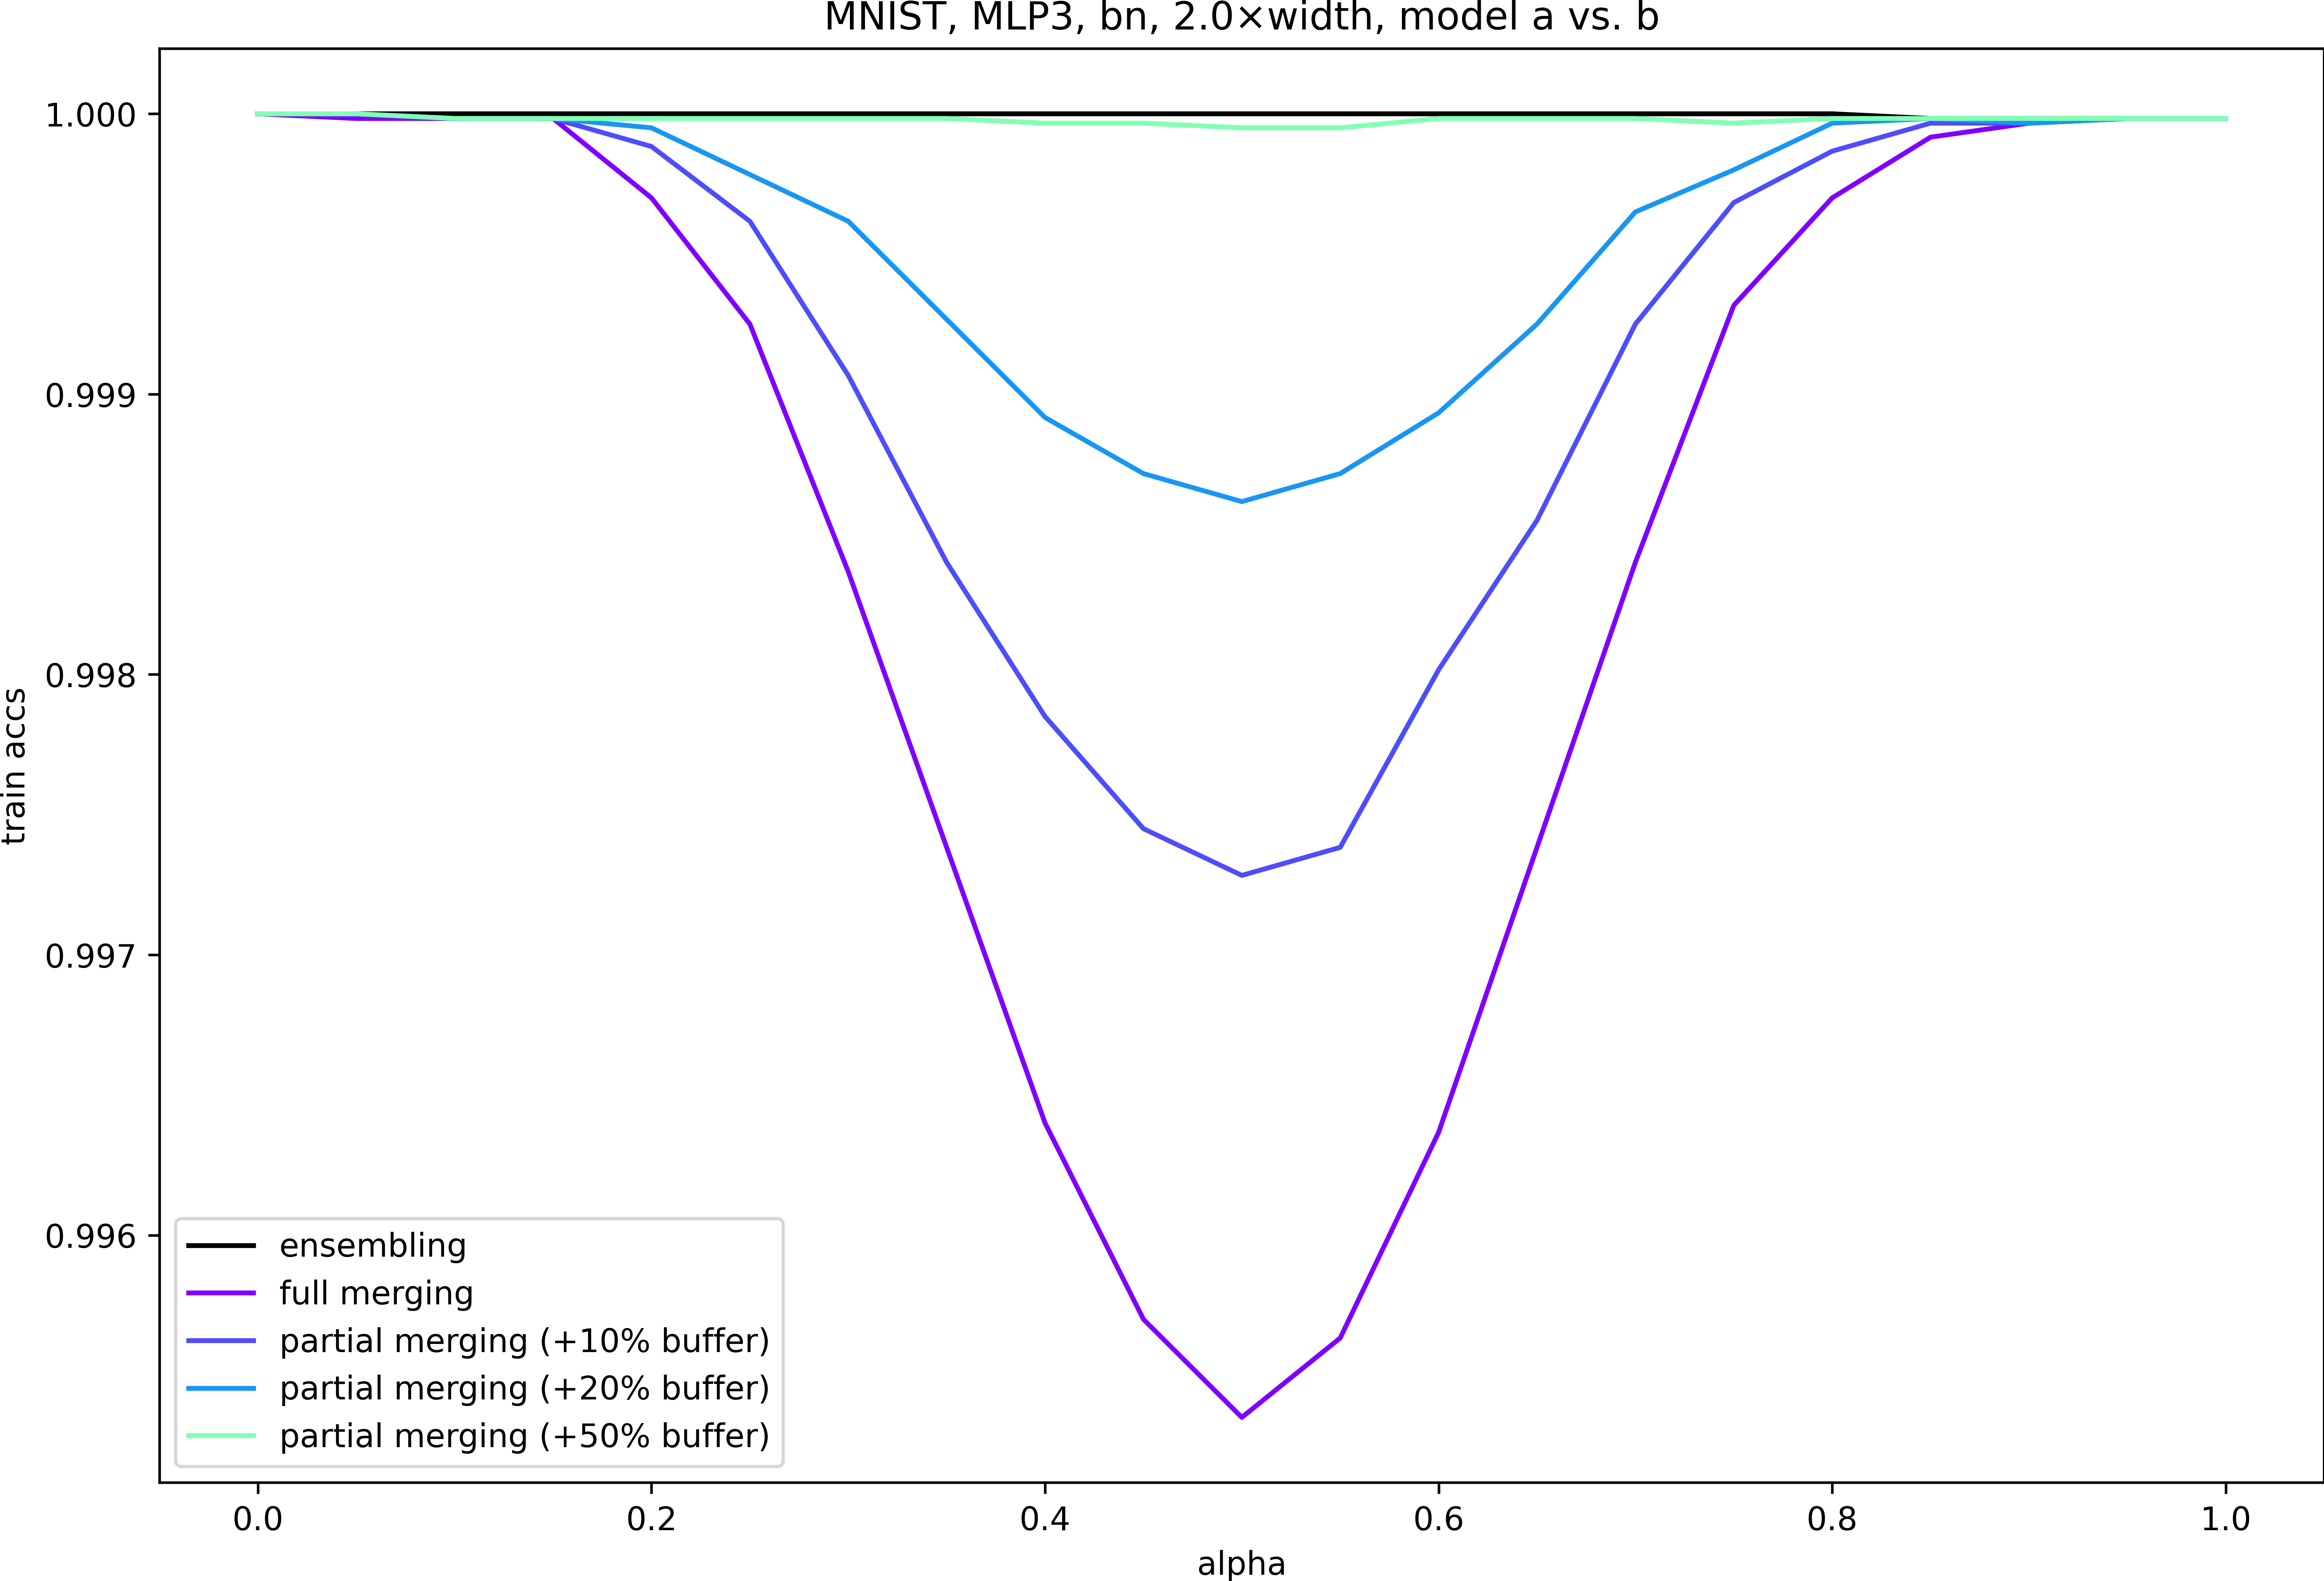 MNIST, MLP3, bn, 2.0×width, model a vs. b
1.000
0.999
0.998
0.997
0.996
train accs
ensembling
full merging
partial merging (+10% buffer)
partial merging (+20% buffer)
partial merging (+50% buffer)
0.0 0.2 0.4 0.6 0.8 1.0
alpha